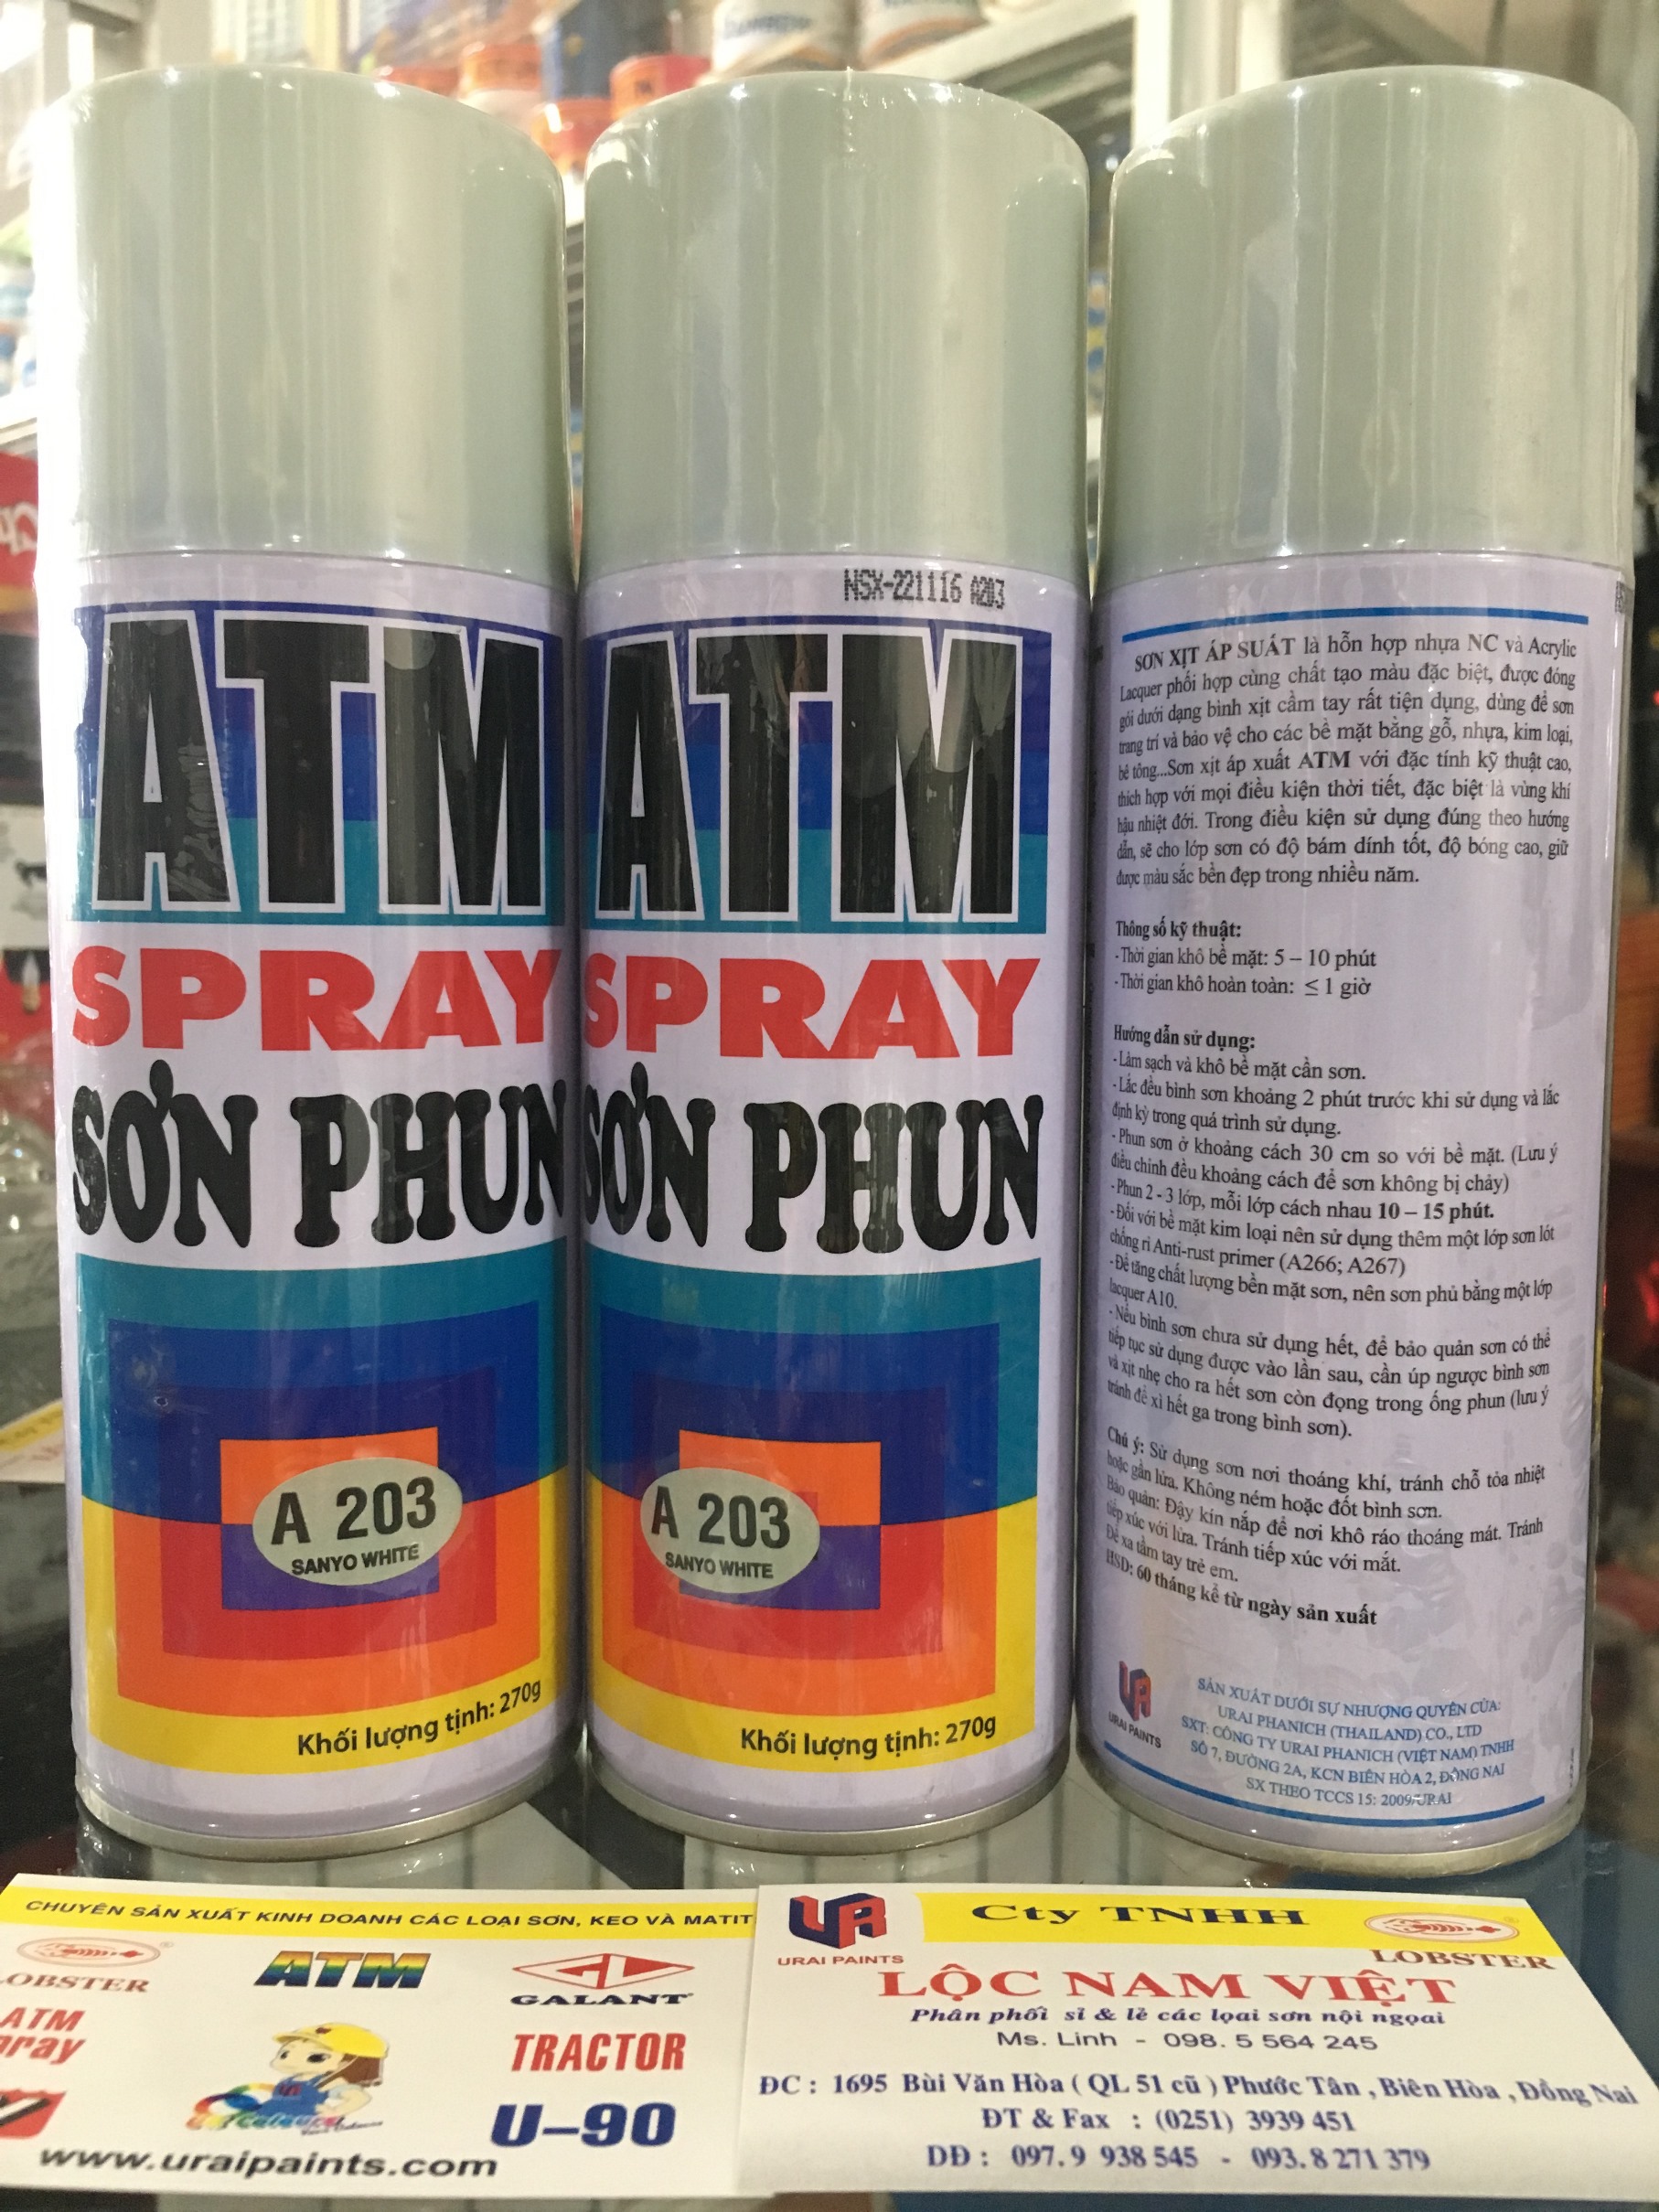 ATM
SPRAY
SƠN PHUN
A 203
SANYO WHITE
Khối lượng tịnh: 270g
NSX-221116 A203
ATM
SPRAY
SƠN PHUN
A 203
SANYO WHITE
Khối lượng tịnh: 270g
SƠN XỊT ÁP SUẤT là hỗn hợp nhựa NC và Acrylic
Lacquer phối hợp cùng chất tạo màu đặc biệt, được đóng
gói dưới dạng bình xịt cầm tay rất tiện dụng, dùng để sơn
trang trí và bảo vệ cho các bề mặt bằng gỗ, nhựa, kim loại,
bê tông...Sơn xịt áp xuất ATM với đặc tính kỹ thuật cao,
thích hợp với mọi điều kiện thời tiết, đặc biệt là vùng khí
hậu nhiệt đới. Trong điều kiện sử dụng đúng theo hướng
dẫn, sẽ cho lớp sơn có độ bám dính tốt, độ bóng cao, giữ
được màu sắc bền đẹp trong nhiều năm.
Thông số kỹ thuật:
- Thời gian khô bề mặt: 5 – 10 phút
- Thời gian khô hoàn toàn: ≤ 1 giờ
Hướng dẫn sử dụng:
- Làm sạch và khô bề mặt cần sơn.
- Lắc đều bình sơn khoảng 2 phút trước khi sử dụng và lắc
định kỳ trong quá trình sử dụng.
- Phun sơn ở khoảng cách 30 cm so với bề mặt. (Lưu ý
điều chỉnh đều khoảng cách để sơn không bị chảy)
- Phun 2 - 3 lớp, mỗi lớp cách nhau 10 – 15 phút.
- Đối với bề mặt kim loại nên sử dụng thêm một lớp sơn lót
chống rỉ Anti-rust primer (A266; A267)
- Để tăng chất lượng bền mặt sơn, nên sơn phủ bằng một lớp
lacquer A10.
- Nếu bình sơn chưa sử dụng hết, để bảo quản sơn có thể
tiếp tục sử dụng được vào lần sau, cần úp ngược bình sơn
và xịt nhẹ cho ra hết sơn còn đọng trong ống phun (lưu ý
tránh để xì hết ga trong bình sơn).
Chú ý: Sử dụng sơn nơi thoáng khí, tránh chỗ tỏa nhiệt
hoặc gần lửa. Không ném hoặc đốt bình sơn.
Bảo quản: Đậy kín nắp để nơi khô ráo thoáng mát. Tránh
tiếp xúc với lửa. Tránh tiếp xúc với mắt.
Để xa tầm tay trẻ em.
HSD: 60 tháng kể từ ngày sản xuất
URAI PAINTS
SẢN XUẤT DƯỚI SỰ NHƯỢNG QUYỀN CỦA:
URAI PHANICH (THAILAND) CO., LTD
SXT: CÔNG TY URAI PHANICH (VIỆT NAM) TNHH
SỐ 7, ĐƯỜNG 2A, KCN BIÊN HÒA 2, ĐỒNG NAI
SX THEO TCCS 15: 2009/URAI
CHUYÊN SẢN XUẤT KINH DOANH CÁC LOẠI SƠN, KEO VÀ MATIT
LOBSTER
ATM
GALANT
ATM
TRACTOR
U-90
www.uraipaints.com
URAI PAINTS
Cty TNHH
LOBSTER
LỘC NAM VIỆT
Phân phối sỉ & lẻ các lọai sơn nội ngọai
Ms. Linh - 098. 5 564 245
ĐC : 1695 Bùi Văn Hòa ( QL 51 cũ ) Phước Tân , Biên Hòa , Đồng Nai
ĐT & Fax : (0251) 3939 451
DĐ : 097. 9 938 545 - 093. 8 271 379